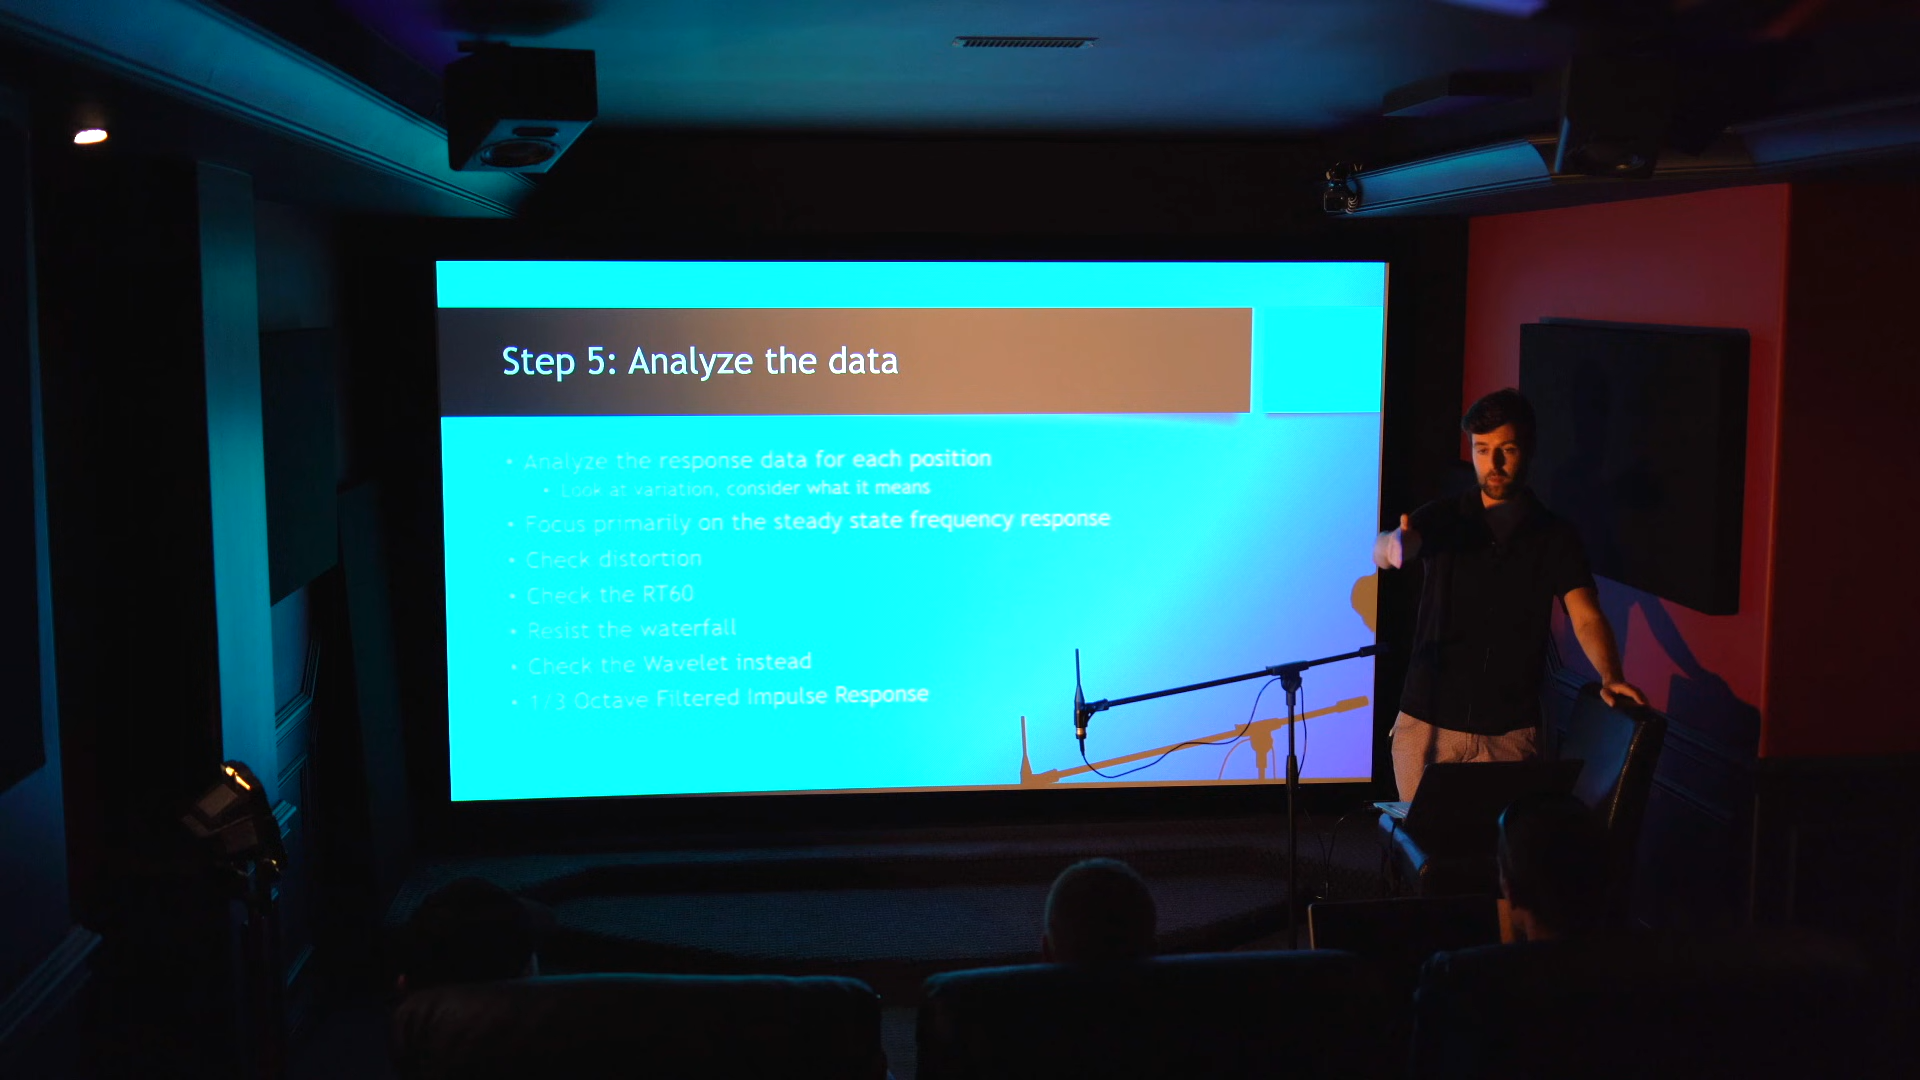 Step 5: Analyze the data
• Analyze the response data for each position
• Look at variation, consider what it means
• Focus primarily on the steady state frequency response
• Check distortion
• Check the RT60
• Resist the waterfall
• Check the Wavelet instead
• 1/3 Octave Filtered Impulse Response